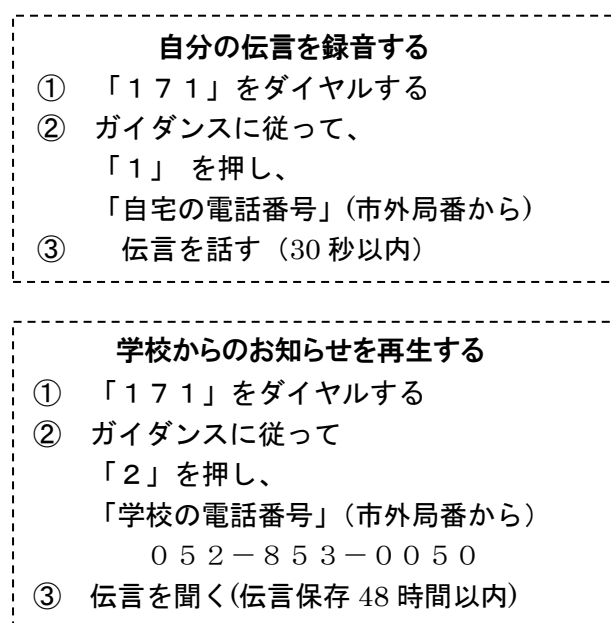 自分の伝言を録音する
① 「１７１」をダイヤルする
② ガイダンスに従って、
「１」 を押し、
「自宅の電話番号」(市外局番から)
③ 伝言を話す（30 秒以内）
学校からのお知らせを再生する
① 「１７１」をダイヤルする
② ガイダンスに従って
「２」を押し、
「学校の電話番号」（市外局番から）
０５２－８５３－００５０
③ 伝言を聞く(伝言保存 48 時間以内)